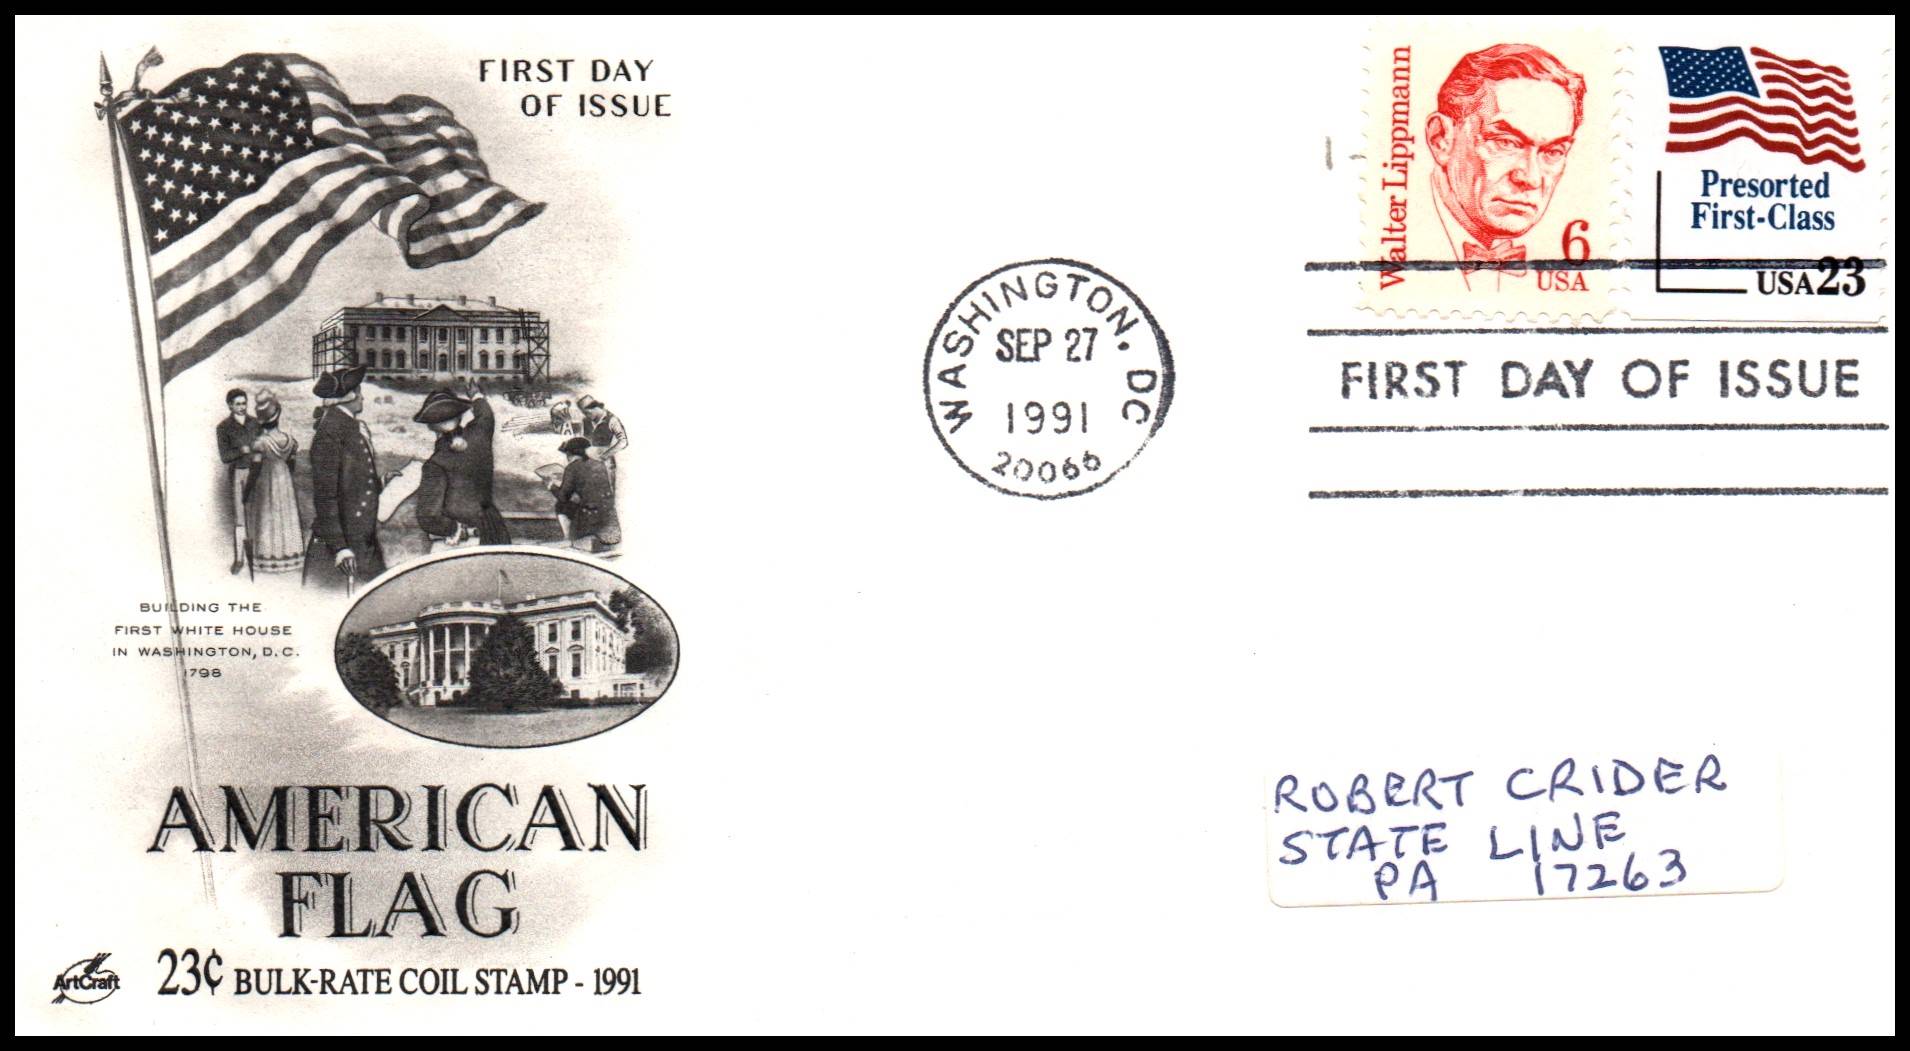 FIRST DAY
OF ISSUE
BUILDING THE
FIRST WHITE HOUSE
IN WASHINGTON, D.C.
1798
AMERICAN
FLAG
ArtCraft
23¢ BULK-RATE COIL STAMP - 1991
WASHINGTON, DC
SEP 27
1991
20066
Walter Lippmann
6
USA
Presorted
First-Class
USA 23
FIRST DAY OF ISSUE
ROBERT CRIDER
STATE LINE
PA 17263